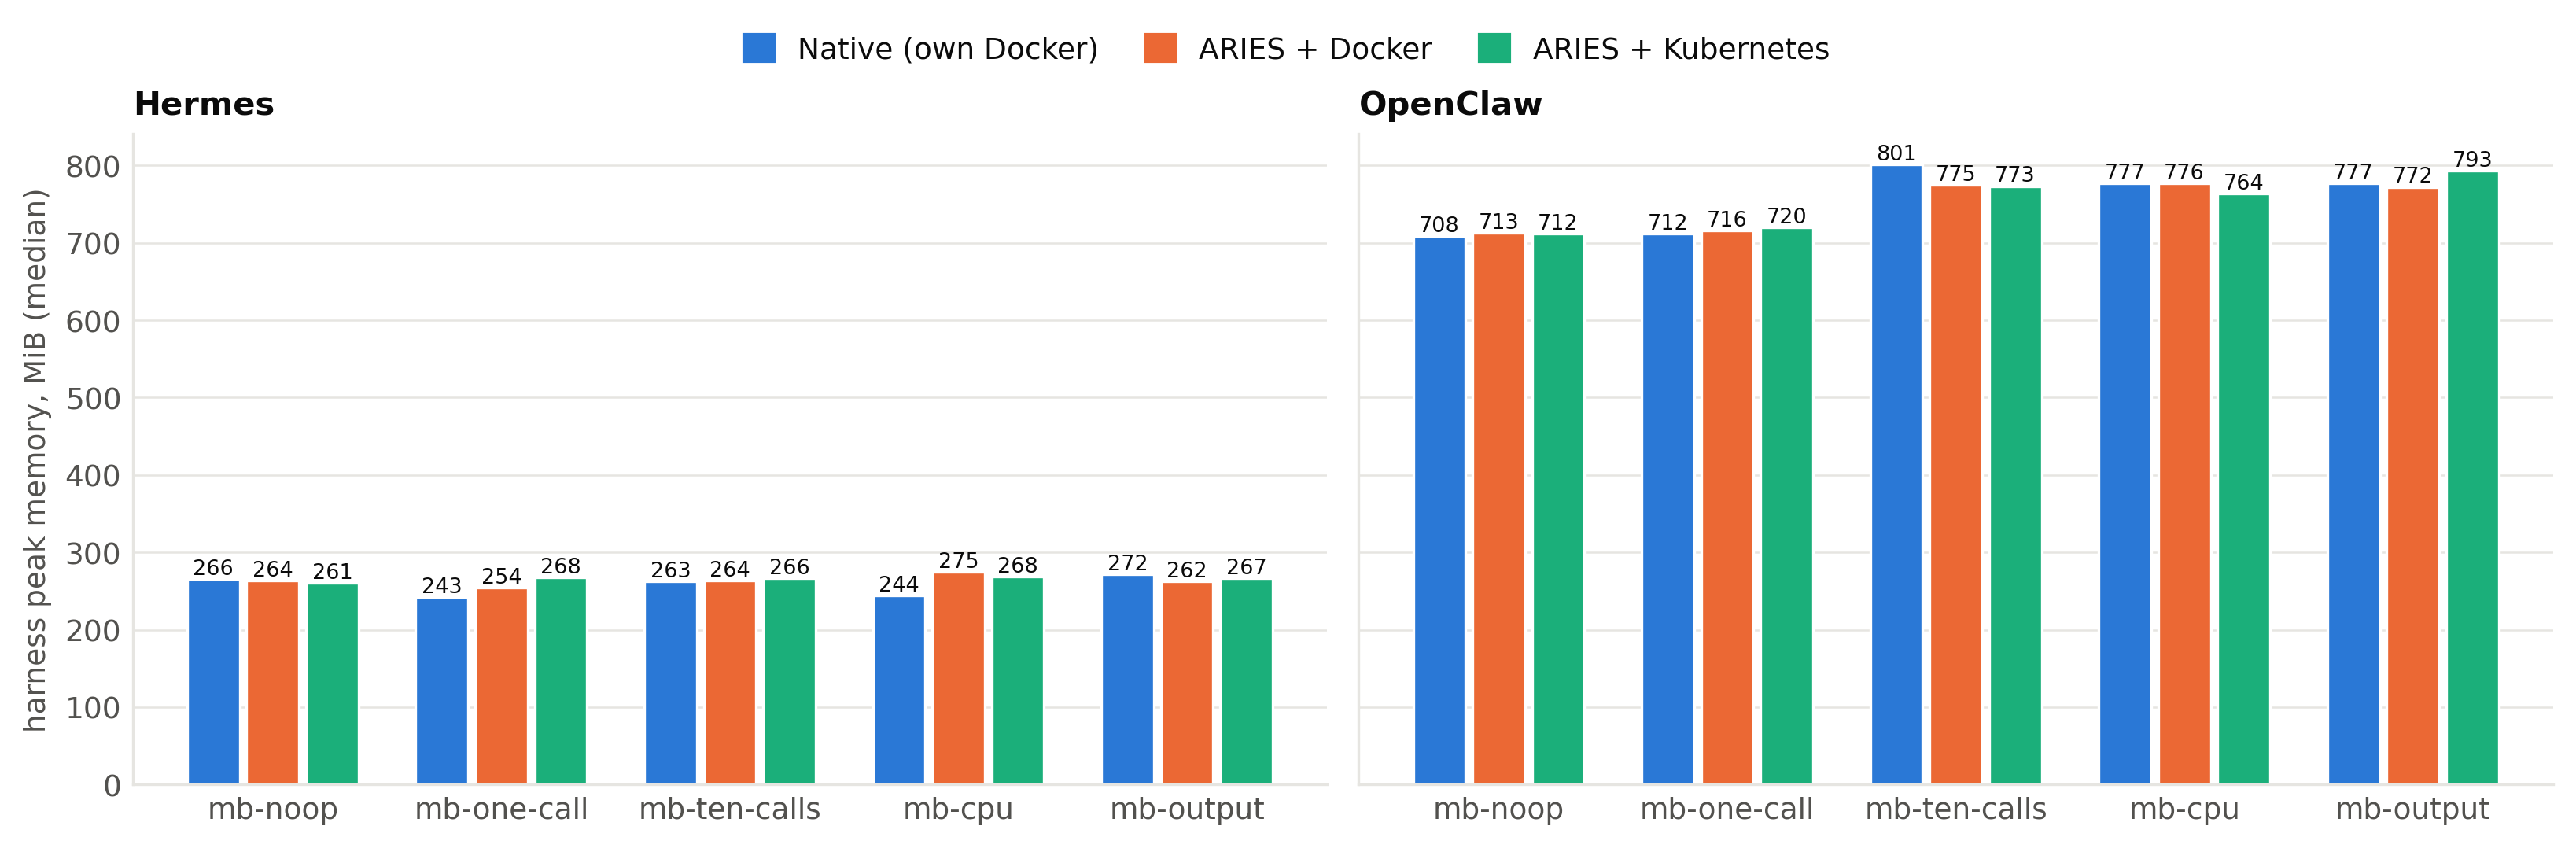 Native (own Docker) ARIES + Docker ARIES + Kubernetes
Hermes
OpenClaw
harness peak memory, MiB (median)
800
700
600
500
400
300
200
100
0
266 264 261
243 254 268
263 264 266
244 275 268
272 262 267
mb-noop mb-one-call mb-ten-calls mb-cpu mb-output
708 713 712
712 716 720
801 775 773
777 776 764
777 772 793
mb-noop mb-one-call mb-ten-calls mb-cpu mb-output